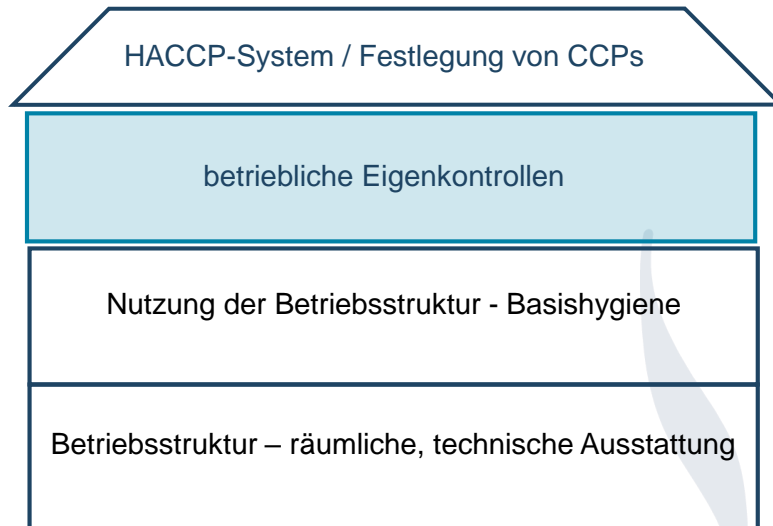 HACCP-System / Festlegung von CCPs
betriebliche Eigenkontrollen
Nutzung der Betriebsstruktur - Basishygiene
Betriebsstruktur – räumliche, technische Ausstattung